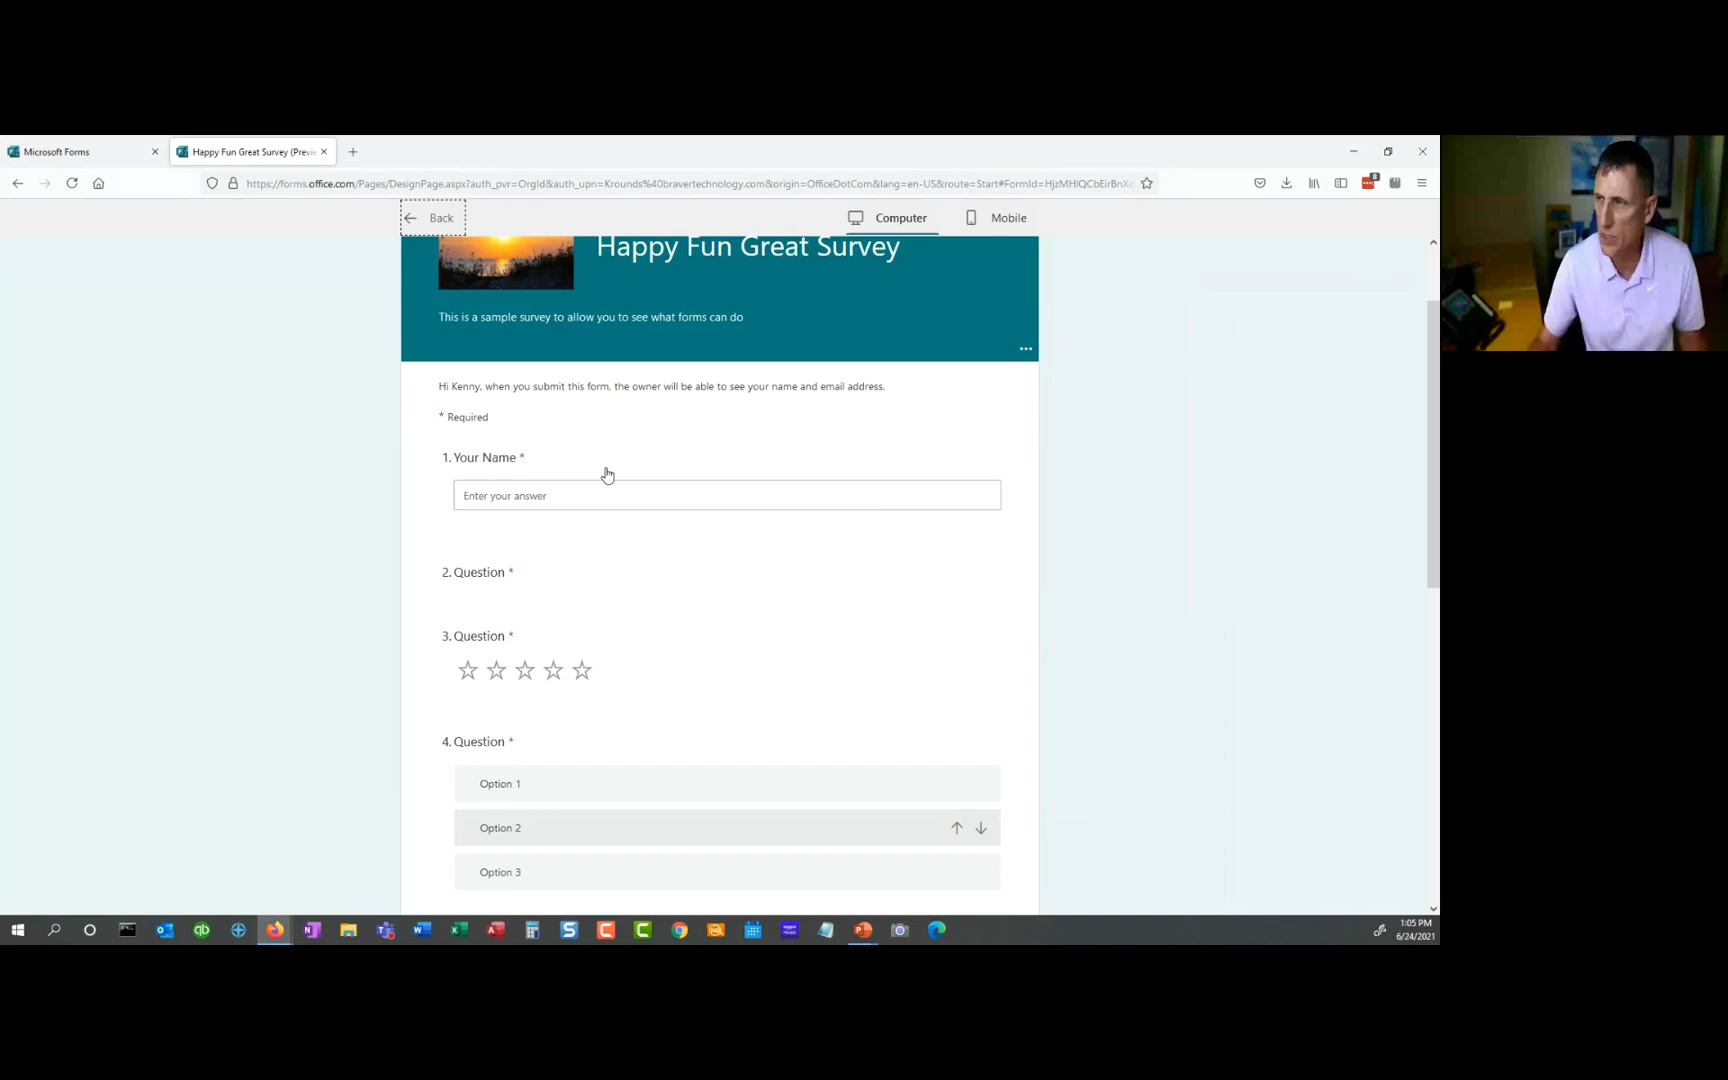 Microsoft Forms
Happy Fun Great Survey (Previe
https://forms.office.com/Pages/DesignPage.aspx?auth_pvr=OrgId&auth_upn=Krounds%40bravertechnology.com&origin=OfficeDotCom&lang=en-US&route=Start#FormId=HjzMHlQCbEirBnXc
8
Back
Computer
Mobile
Happy Fun Great Survey
This is a sample survey to allow you to see what forms can do
Hi Kenny, when you submit this form, the owner will be able to see your name and email address.
* Required
1. Your Name *
Enter your answer
2. Question *
3. Question *
4. Question *
Option 1
Option 2
Option 3
1:05 PM
6/24/2021